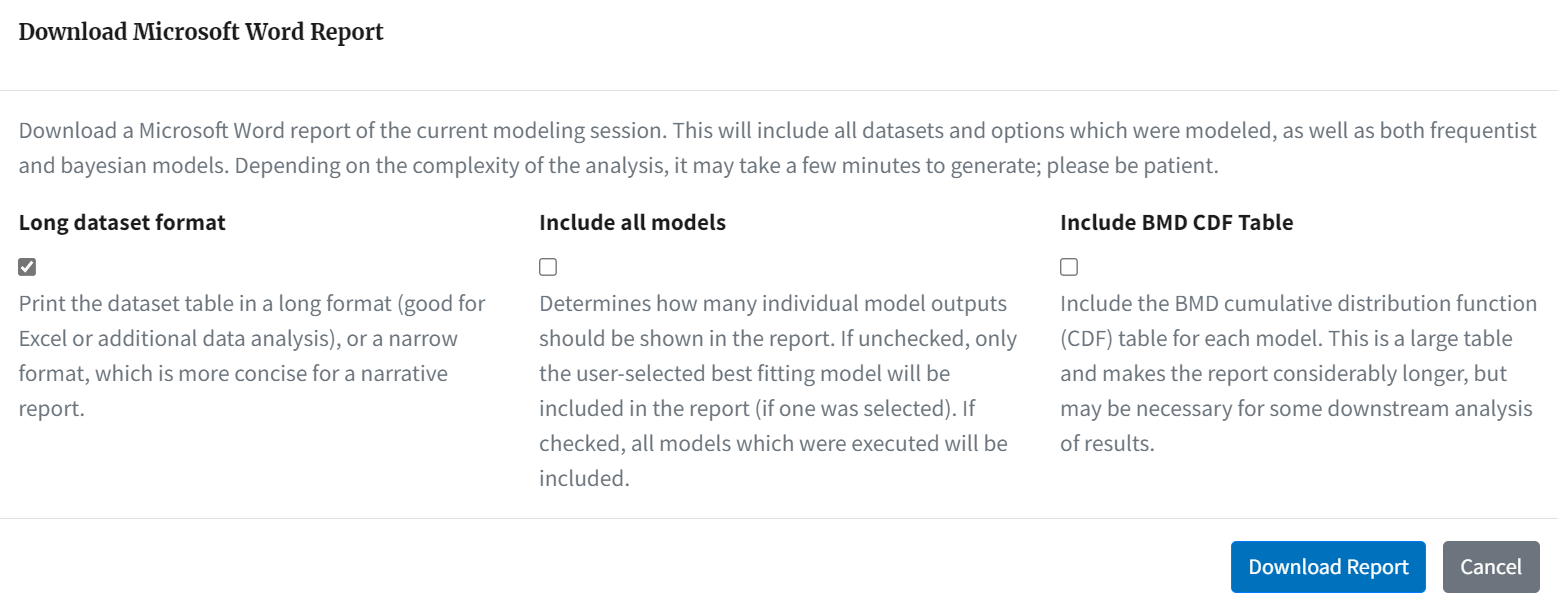 Download Microsoft Word Report
Download a Microsoft Word report of the current modeling session. This will include all datasets and options which were modeled, as well as both frequentist
and bayesian models. Depending on the complexity of the analysis, it may take a few minutes to generate; please be patient.
Long dataset format
Print the dataset table in a long format (good for
Excel or additional data analysis), or a narrow
format, which is more concise for a narrative
report.
Include all models
Determines how many individual model outputs
should be shown in the report. If unchecked, only
the user-selected best fitting model will be
included in the report (if one was selected). If
checked, all models which were executed will be
included.
Include BMD CDF Table
Include the BMD cumulative distribution function
(CDF) table for each model. This is a large table
and makes the report considerably longer, but
may be necessary for some downstream analysis
of results.
Download Report
Cancel